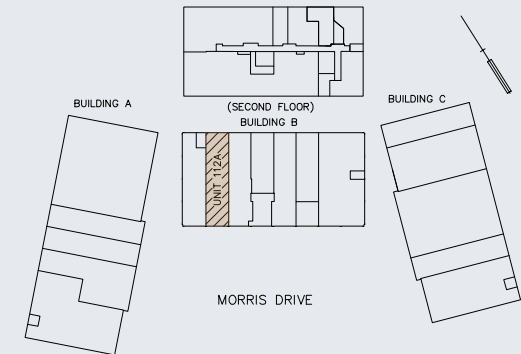 BUILDING A
(SECOND FLOOR)
BUILDING B
BUILDING C
UNIT 112A
MORRIS DRIVE